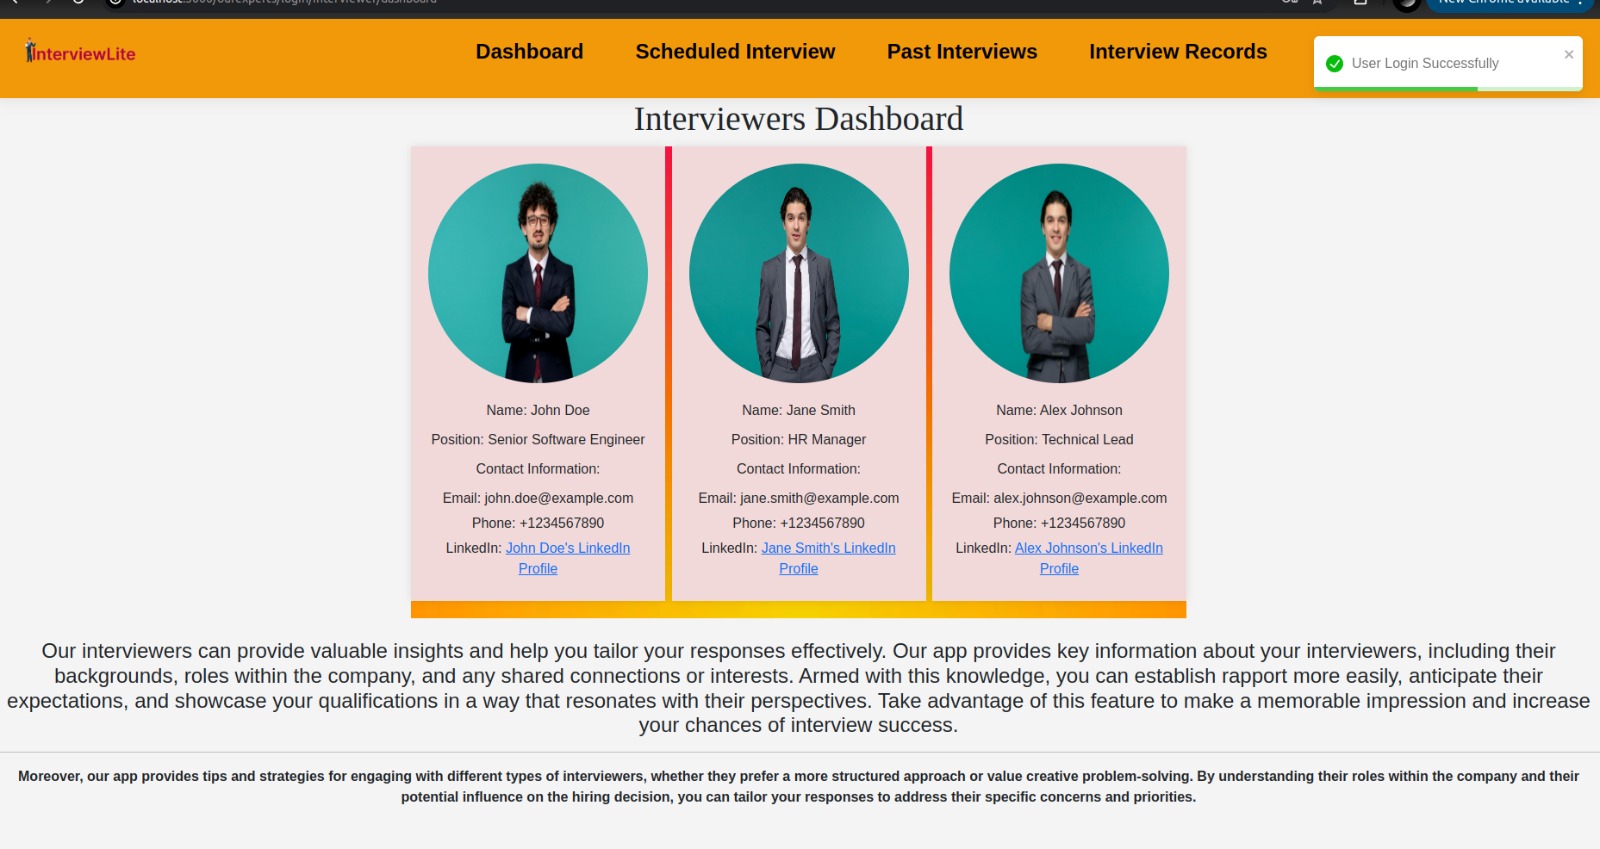 New Chrome available
InterviewLite
Dashboard
Scheduled Interview
Past Interviews
Interview Records
User Login Successfully
Interviewers Dashboard
Name: John Doe
Position: Senior Software Engineer
Contact Information:
Email: john.doe@example.com
Phone: +1234567890
LinkedIn: John Doe's LinkedIn
Profile
Name: Jane Smith
Position: HR Manager
Contact Information:
Email: jane.smith@example.com
Phone: +1234567890
LinkedIn: Jane Smith's LinkedIn
Profile
Name: Alex Johnson
Position: Technical Lead
Contact Information:
Email: alex.johnson@example.com
Phone: +1234567890
LinkedIn: Alex Johnson's LinkedIn
Profile
Our interviewers can provide valuable insights and help you tailor your responses effectively. Our app provides key information about your interviewers, including their
backgrounds, roles within the company, and any shared connections or interests. Armed with this knowledge, you can establish rapport more easily, anticipate their
expectations, and showcase your qualifications in a way that resonates with their perspectives. Take advantage of this feature to make a memorable impression and increase
your chances of interview success.
Moreover, our app provides tips and strategies for engaging with different types of interviewers, whether they prefer a more structured approach or value creative problem-solving. By understanding their roles within the company and their
potential influence on the hiring decision, you can tailor your responses to address their specific concerns and priorities.